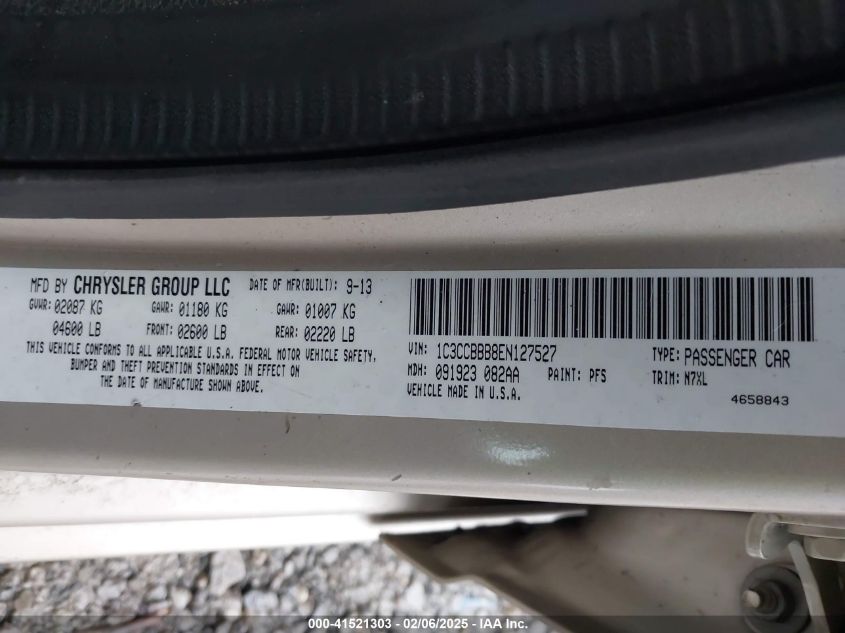 MFD BY CHRYSLER GROUP LLC DATE OF MFR(BUILT): 9-13
GVWR: 02087 KG GAWR: 01180 KG GAWR: 01007 KG
04600 LB FRONT: 02600 LB REAR: 02220 LB
THIS VEHICLE CONFORMS TO ALL APPLICABLE U.S.A. FEDERAL MOTOR VEHICLE SAFETY,
BUMPER AND THEFT PREVENTION STANDARDS IN EFFECT ON
THE DATE OF MANUFACTURE SHOWN ABOVE.
VIN: 1C3CCBBB8EN127527 TYPE: PASSENGER CAR
MDH: 091923 082AA PAINT: PFS TRIM: N7XL
VEHICLE MADE IN U.S.A. 4658843
000-41521303 - 02/06/2025 - IAAI.COM